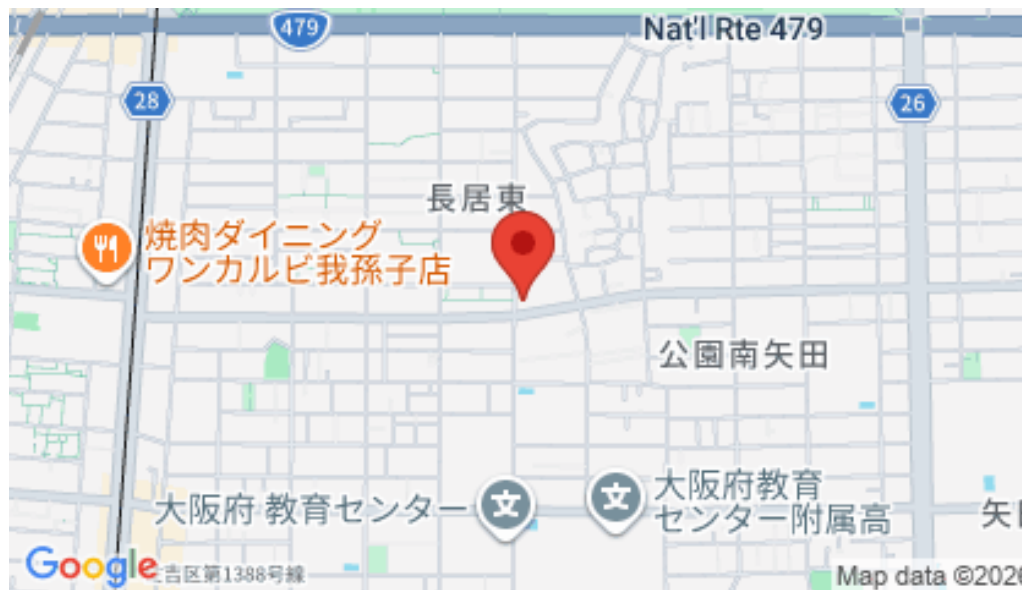 479
Nat'l Rte 479
28
26
長居東
焼肉ダイニング
ワンカルビ我孫子店
公園南矢田
大阪府 教育センター
文
文
大阪府教育
センター附属高
矢
Google
吉区第1388号線
Map data ©2026